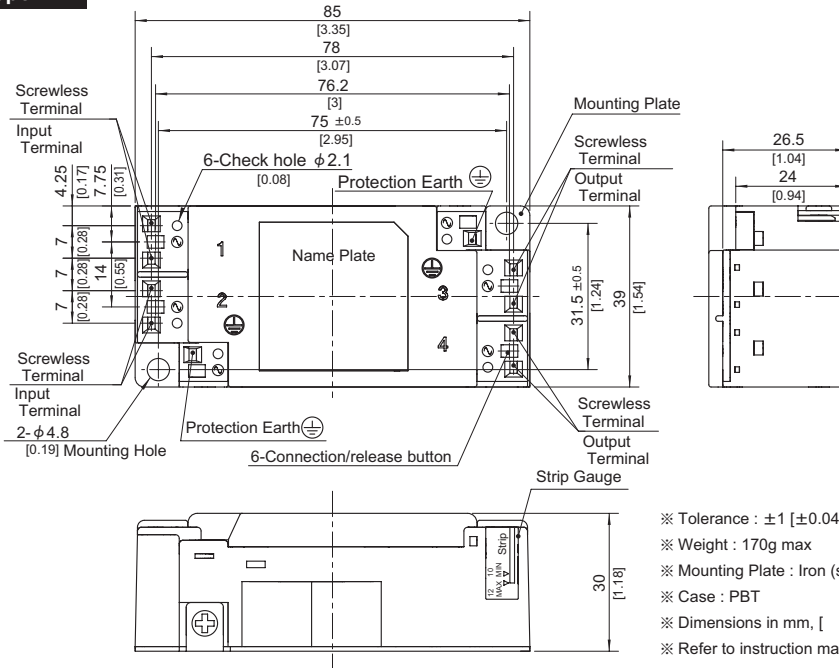 85
[3.35]
78
[3.07]
76.2
[3]
75 ±0.5
[2.95]
Screwless
Terminal
Input
Terminal
4.25
[0.17]
7.75
[0.31]
6-Check hole φ2.1
[0.08]
Protection Earth
Mounting Plate
Screwless
Terminal
Output
Terminal
26.5
[1.04]
24
[0.94]
7
[0.28]
7
[0.28]
14
[0.55]
7
[0.28]
1
2
Name Plate
3
4
31.5 ±0.5
[1.24]
39
[1.54]
Screwless
Terminal
Input
Terminal
2-φ4.8
[0.19] Mounting Hole
Protection Earth
6-Connection/release button
Screwless
Terminal
Output
Terminal
Strip Gauge
Strip
12 10
MAX MIN
30
[1.18]
※ Tolerance : ±1 [±0.04
※ Weight : 170g max
※ Mounting Plate : Iron (s
※ Case : PBT
※ Dimensions in mm, [
※ Refer to instruction ma